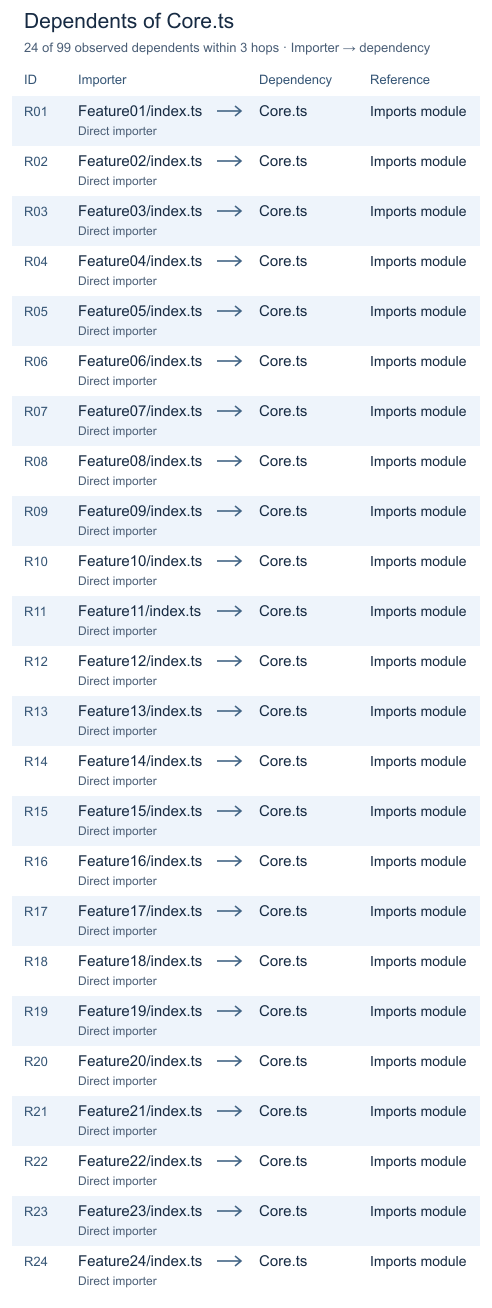 Dependents of Core.ts
24 of 99 observed dependents within 3 hops · Importer → dependency
ID Importer Dependency Reference
R01 Feature01/index.ts → Core.ts Imports module
Direct importer
R02 Feature02/index.ts → Core.ts Imports module
Direct importer
R03 Feature03/index.ts → Core.ts Imports module
Direct importer
R04 Feature04/index.ts → Core.ts Imports module
Direct importer
R05 Feature05/index.ts → Core.ts Imports module
Direct importer
R06 Feature06/index.ts → Core.ts Imports module
Direct importer
R07 Feature07/index.ts → Core.ts Imports module
Direct importer
R08 Feature08/index.ts → Core.ts Imports module
Direct importer
R09 Feature09/index.ts → Core.ts Imports module
Direct importer
R10 Feature10/index.ts → Core.ts Imports module
Direct importer
R11 Feature11/index.ts → Core.ts Imports module
Direct importer
R12 Feature12/index.ts → Core.ts Imports module
Direct importer
R13 Feature13/index.ts → Core.ts Imports module
Direct importer
R14 Feature14/index.ts → Core.ts Imports module
Direct importer
R15 Feature15/index.ts → Core.ts Imports module
Direct importer
R16 Feature16/index.ts → Core.ts Imports module
Direct importer
R17 Feature17/index.ts → Core.ts Imports module
Direct importer
R18 Feature18/index.ts → Core.ts Imports module
Direct importer
R19 Feature19/index.ts → Core.ts Imports module
Direct importer
R20 Feature20/index.ts → Core.ts Imports module
Direct importer
R21 Feature21/index.ts → Core.ts Imports module
Direct importer
R22 Feature22/index.ts → Core.ts Imports module
Direct importer
R23 Feature23/index.ts → Core.ts Imports module
Direct importer
R24 Feature24/index.ts → Core.ts Imports module
Direct importer